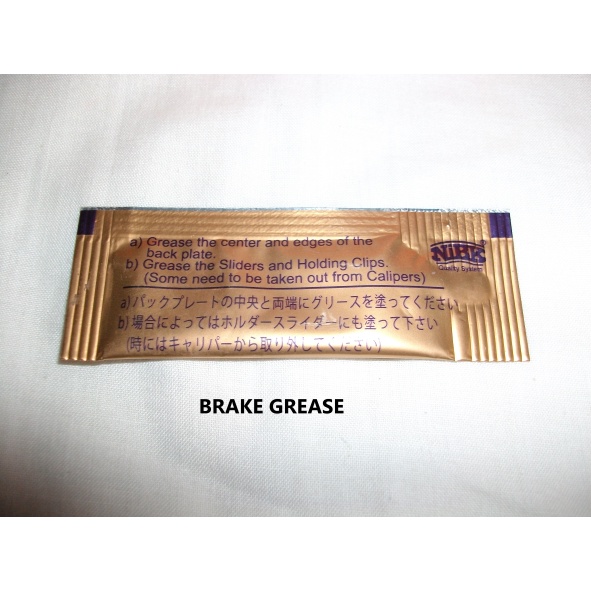 a) Grease the center and edges of the
back plate.
b) Grease the Sliders and Holding Clips.
(Some need to be taken out from Calipers)
NiBK
Quality System
a)バックプレートの中央と両端にグリースを塗ってください
b)場合によってはホルダースライダーにも塗って下さい
(時にはキャリパーから取り外してください)
BRAKE GREASE